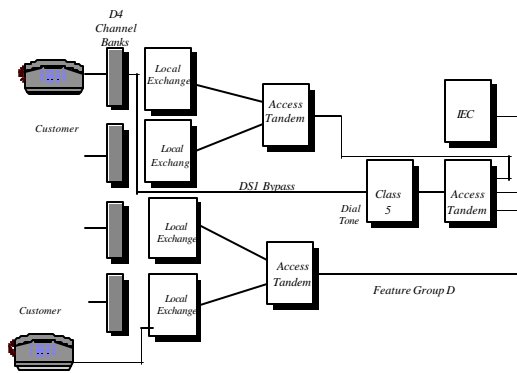 D4
Channel
Banks
Local
Exchange
Access
Tandem
IEC
Customer
Local
Exchang
DS1 Bypass
Class
5
Access
Tandem
Dial
Tone
Local
Exchange
Access
Tandem
Feature Group D
Local
Exchange
Customer